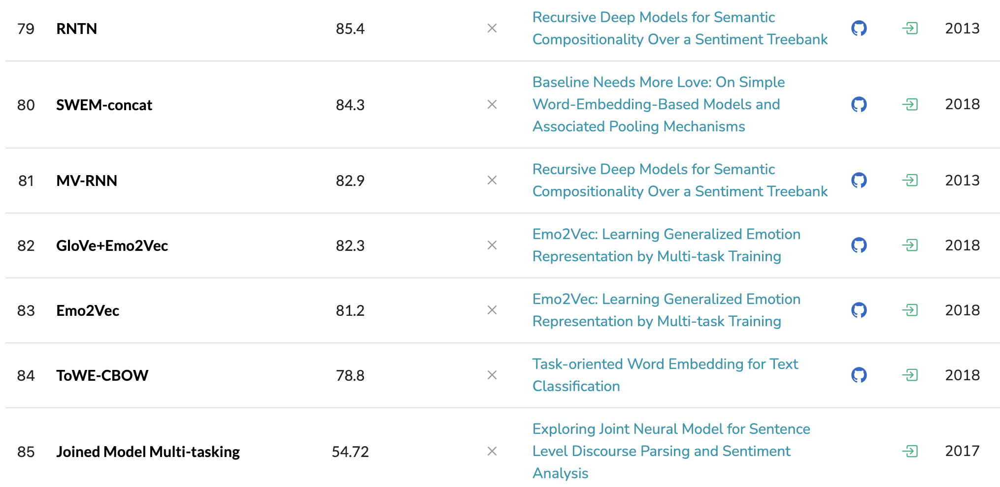 79 RNTN 85.4 × Recursive Deep Models for Semantic
Compositionality Over a Sentiment Treebank 2013
80 SWEM-concat 84.3 × Baseline Needs More Love: On Simple
Word-Embedding-Based Models and
Associated Pooling Mechanisms 2018
81 MV-RNN 82.9 × Recursive Deep Models for Semantic
Compositionality Over a Sentiment Treebank 2013
82 GloVe+Emo2Vec 82.3 × Emo2Vec: Learning Generalized Emotion
Representation by Multi-task Training 2018
83 Emo2Vec 81.2 × Emo2Vec: Learning Generalized Emotion
Representation by Multi-task Training 2018
84 ToWE-CBOW 78.8 × Task-oriented Word Embedding for Text
Classification 2018
85 Joined Model Multi-tasking 54.72 × Exploring Joint Neural Model for Sentence
Level Discourse Parsing and Sentiment
Analysis 2017